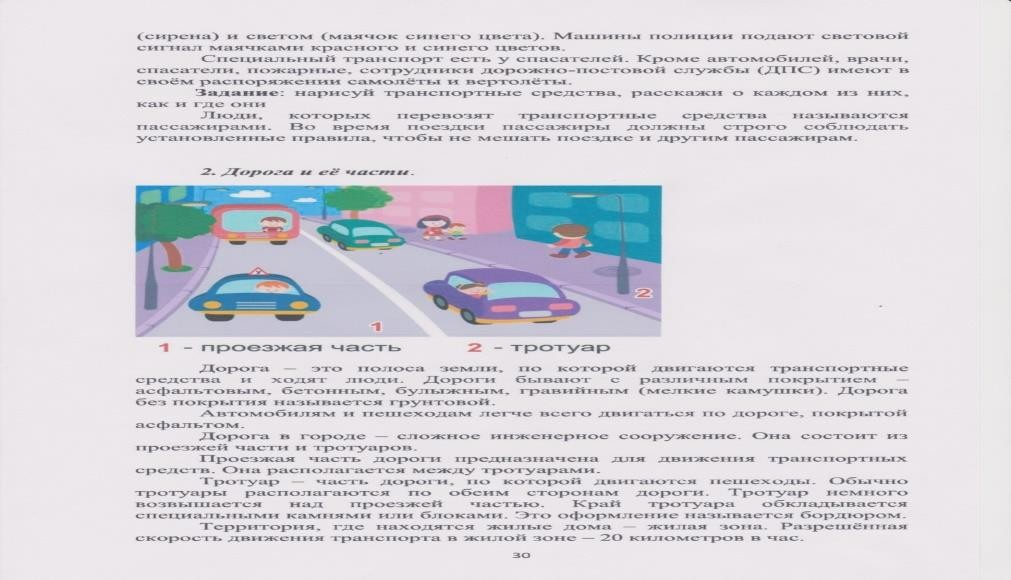 (сирена) и светом (маячок синего цвета). Машины полиции подают световой
сигнал маячками красного и синего цветов.
Специальный транспорт есть у спасателей. Кроме автомобилей, врачи,
спасатели, пожарные, сотрудники дорожно-постовой службы (ДПС) имеют в
своём распоряжении самолёты и вертолёты.
Задание: нарисуй транспортные средства, расскажи о каждом из них,
как и где они
Люди, которых перевозят транспортные средства называются
пассажирами. Во время поездки пассажиры должны строго соблюдать
установленные правила, чтобы не мешать поездке и другим пассажирам.
2. Дорога и её части.
2
1
1 - проезжая часть 2 - тротуар
Дорога – это полоса земли, по которой двигаются транспортные
средства и ходят люди. Дороги бывают с различным покрытием –
асфальтовым, бетонным, булыжным, гравийным (мелкие камушки). Дорога
без покрытия называется грунтовой.
Автомобилям и пешеходам легче всего двигаться по дороге, покрытой
асфальтом.
Дорога в городе – сложное инженерное сооружение. Она состоит из
проезжей части и тротуаров.
Проезжая часть дороги предназначена для движения транспортных
средств. Она располагается между тротуарами.
Тротуар – часть дороги, по которой двигаются пешеходы. Обычно
тротуары располагаются по обеим сторонам дороги. Тротуар немного
возвышается над проезжей частью. Край тротуара обкладывается
специальными камнями или блоками. Это оформление называется бордюром.
Территория, где находятся жилые дома – жилая зона. Разрешённая
скорость движения транспорта в жилой зоне – 20 километров в час.
30